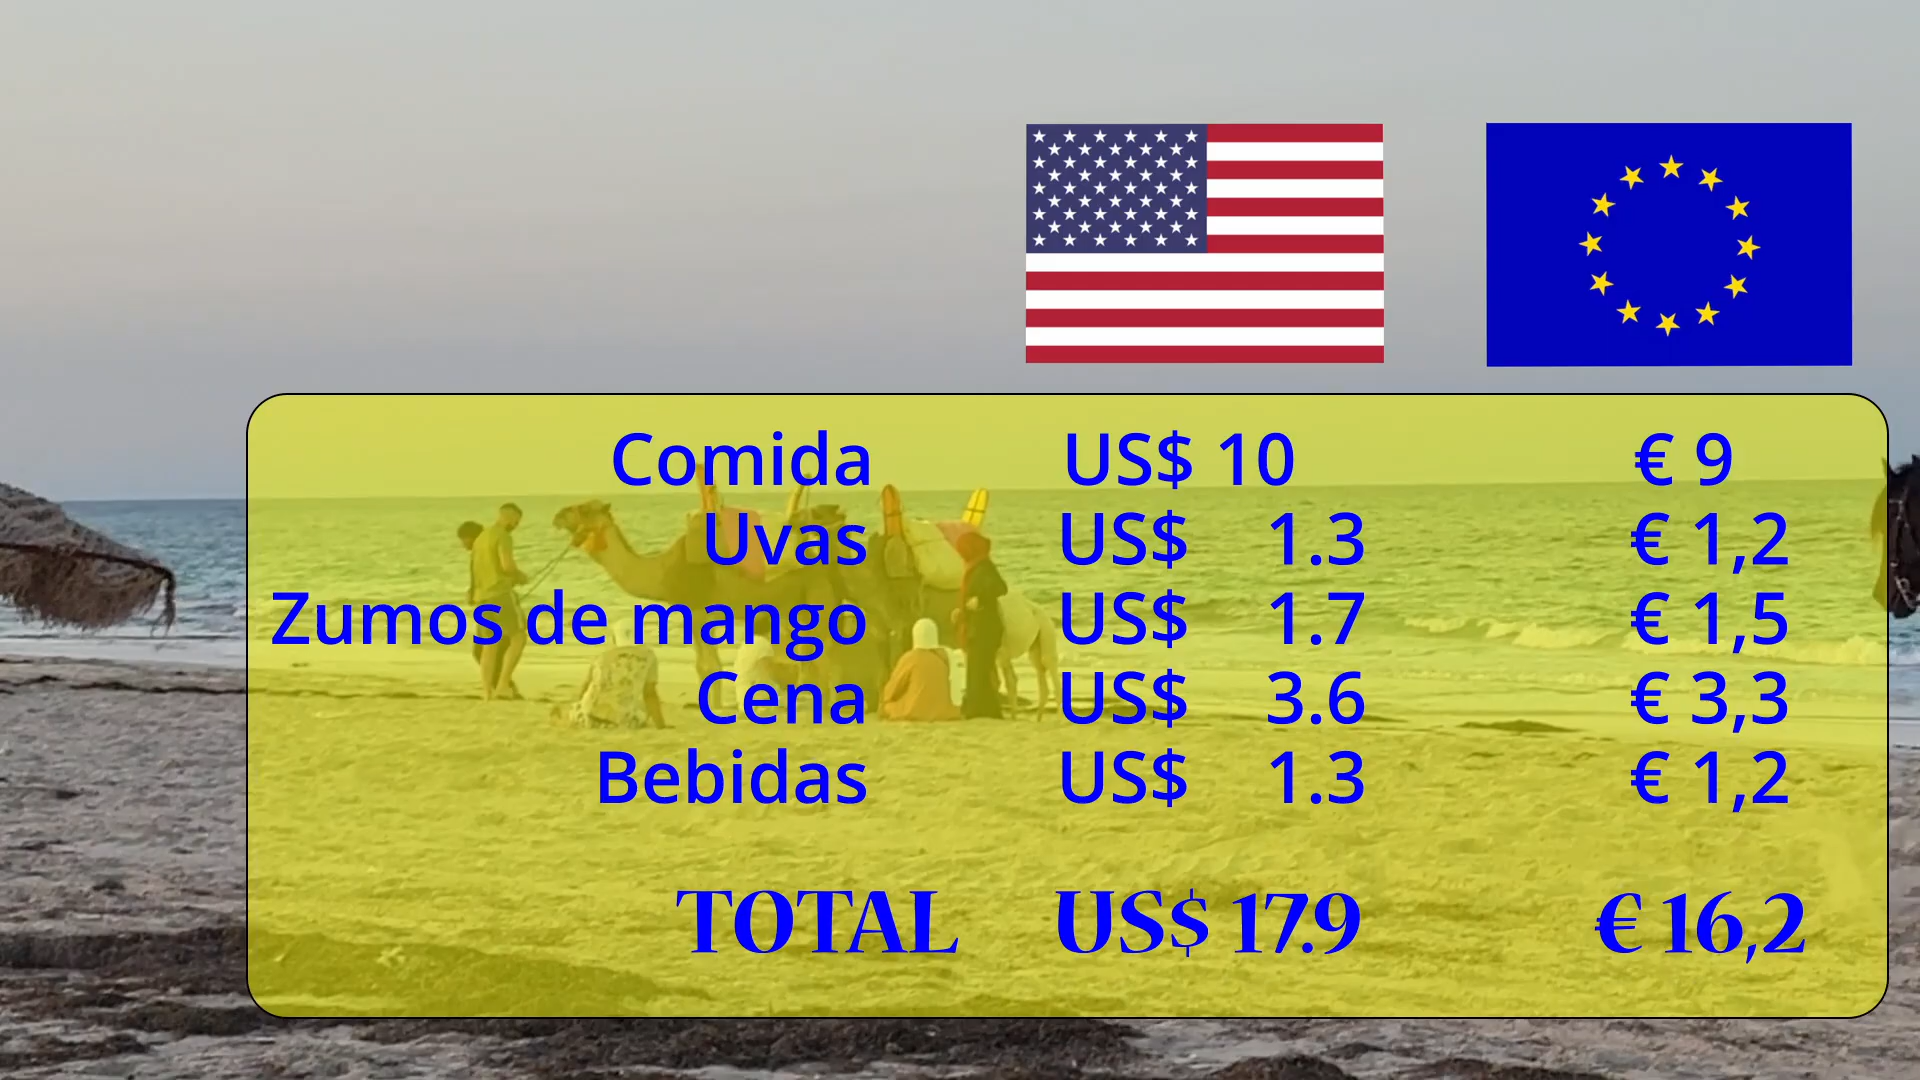 Comida US$ 10 € 9
Uvas US$ 1.3 € 1,2
Zumos de mango US$ 1.7 € 1,5
Cena US$ 3.6 € 3,3
Bebidas US$ 1.3 € 1,2
TOTAL US$ 17.9 € 16,2